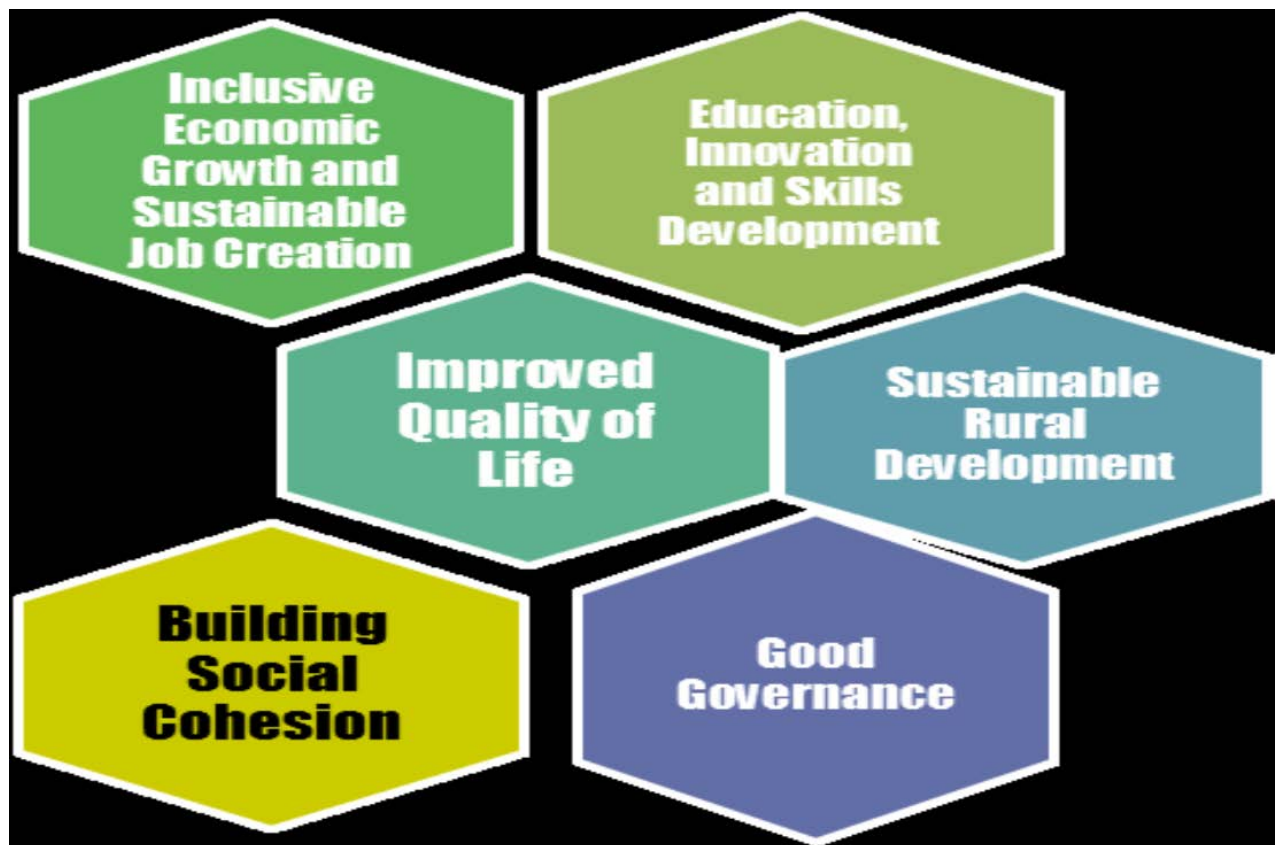 Inclusive
Economic
Growth and
Sustainable
Job Creation
Education,
Innovation
and Skills
Development
Improved
Quality of
Life
Sustainable
Rural
Development
Building
Social
Cohesion
Good
Governance